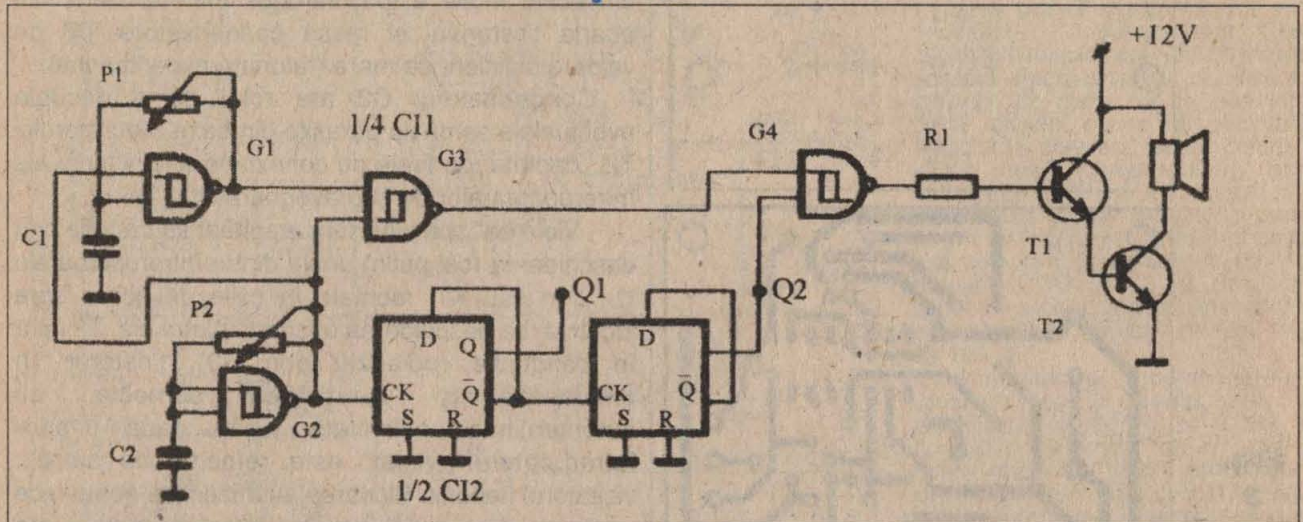 +12V
P1
1/4 CI1
G1
G3
G4
R1
C1
T1
P2
Q1
Q2
T2
D
Q
D
CK
Q̅
CK
Q̅
S
R
S
R
G2
C2
1/2 CI2